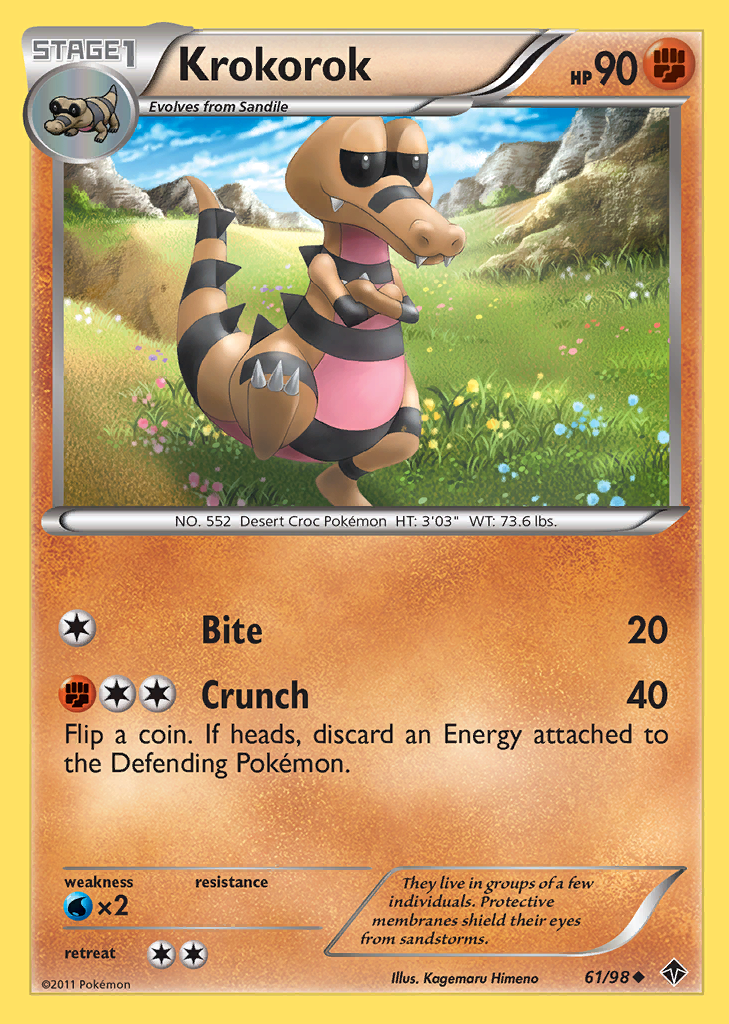 STAGE1
Krokorok
HP 90
Evolves from Sandile
NO. 552 Desert Croc Pokémon HT: 3'03" WT: 73.6 lbs.
Bite 20
Crunch 40
Flip a coin. If heads, discard an Energy attached to
the Defending Pokémon.
weakness resistance
×2
retreat
They live in groups of a few
individuals. Protective
membranes shield their eyes
from sandstorms.
©2011 Pokémon
Illus. Kagemaru Himeno
61/98